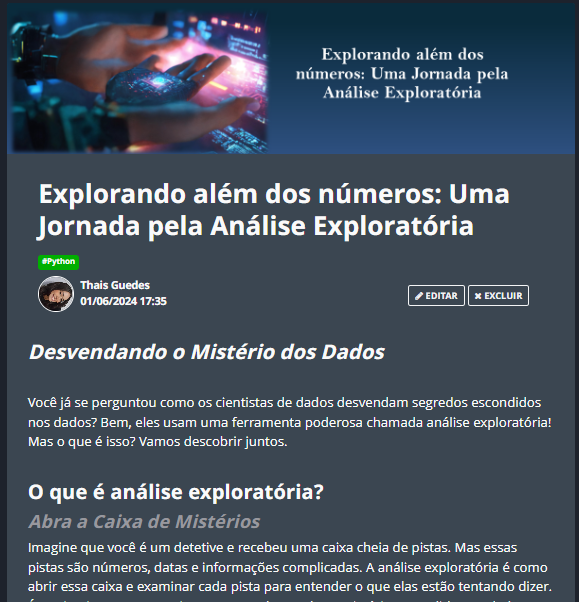 Explorando além dos
números: Uma Jornada pela
Análise Exploratória
Explorando além dos números: Uma
Jornada pela Análise Exploratória
#Python
Thais Guedes
01/06/2024 17:35
EDITAR
EXCLUIR
Desvendando o Mistério dos Dados
Você já se perguntou como os cientistas de dados desvendam segredos escondidos
nos dados? Bem, eles usam uma ferramenta poderosa chamada análise exploratória!
Mas o que é isso? Vamos descobrir juntos.
O que é análise exploratória?
Abra a Caixa de Mistérios
Imagine que você é um detetive e recebeu uma caixa cheia de pistas. Mas essas
pistas são números, datas e informações complicadas. A análise exploratória é como
abrir essa caixa e examinar cada pista para entender o que elas estão tentando dizer.